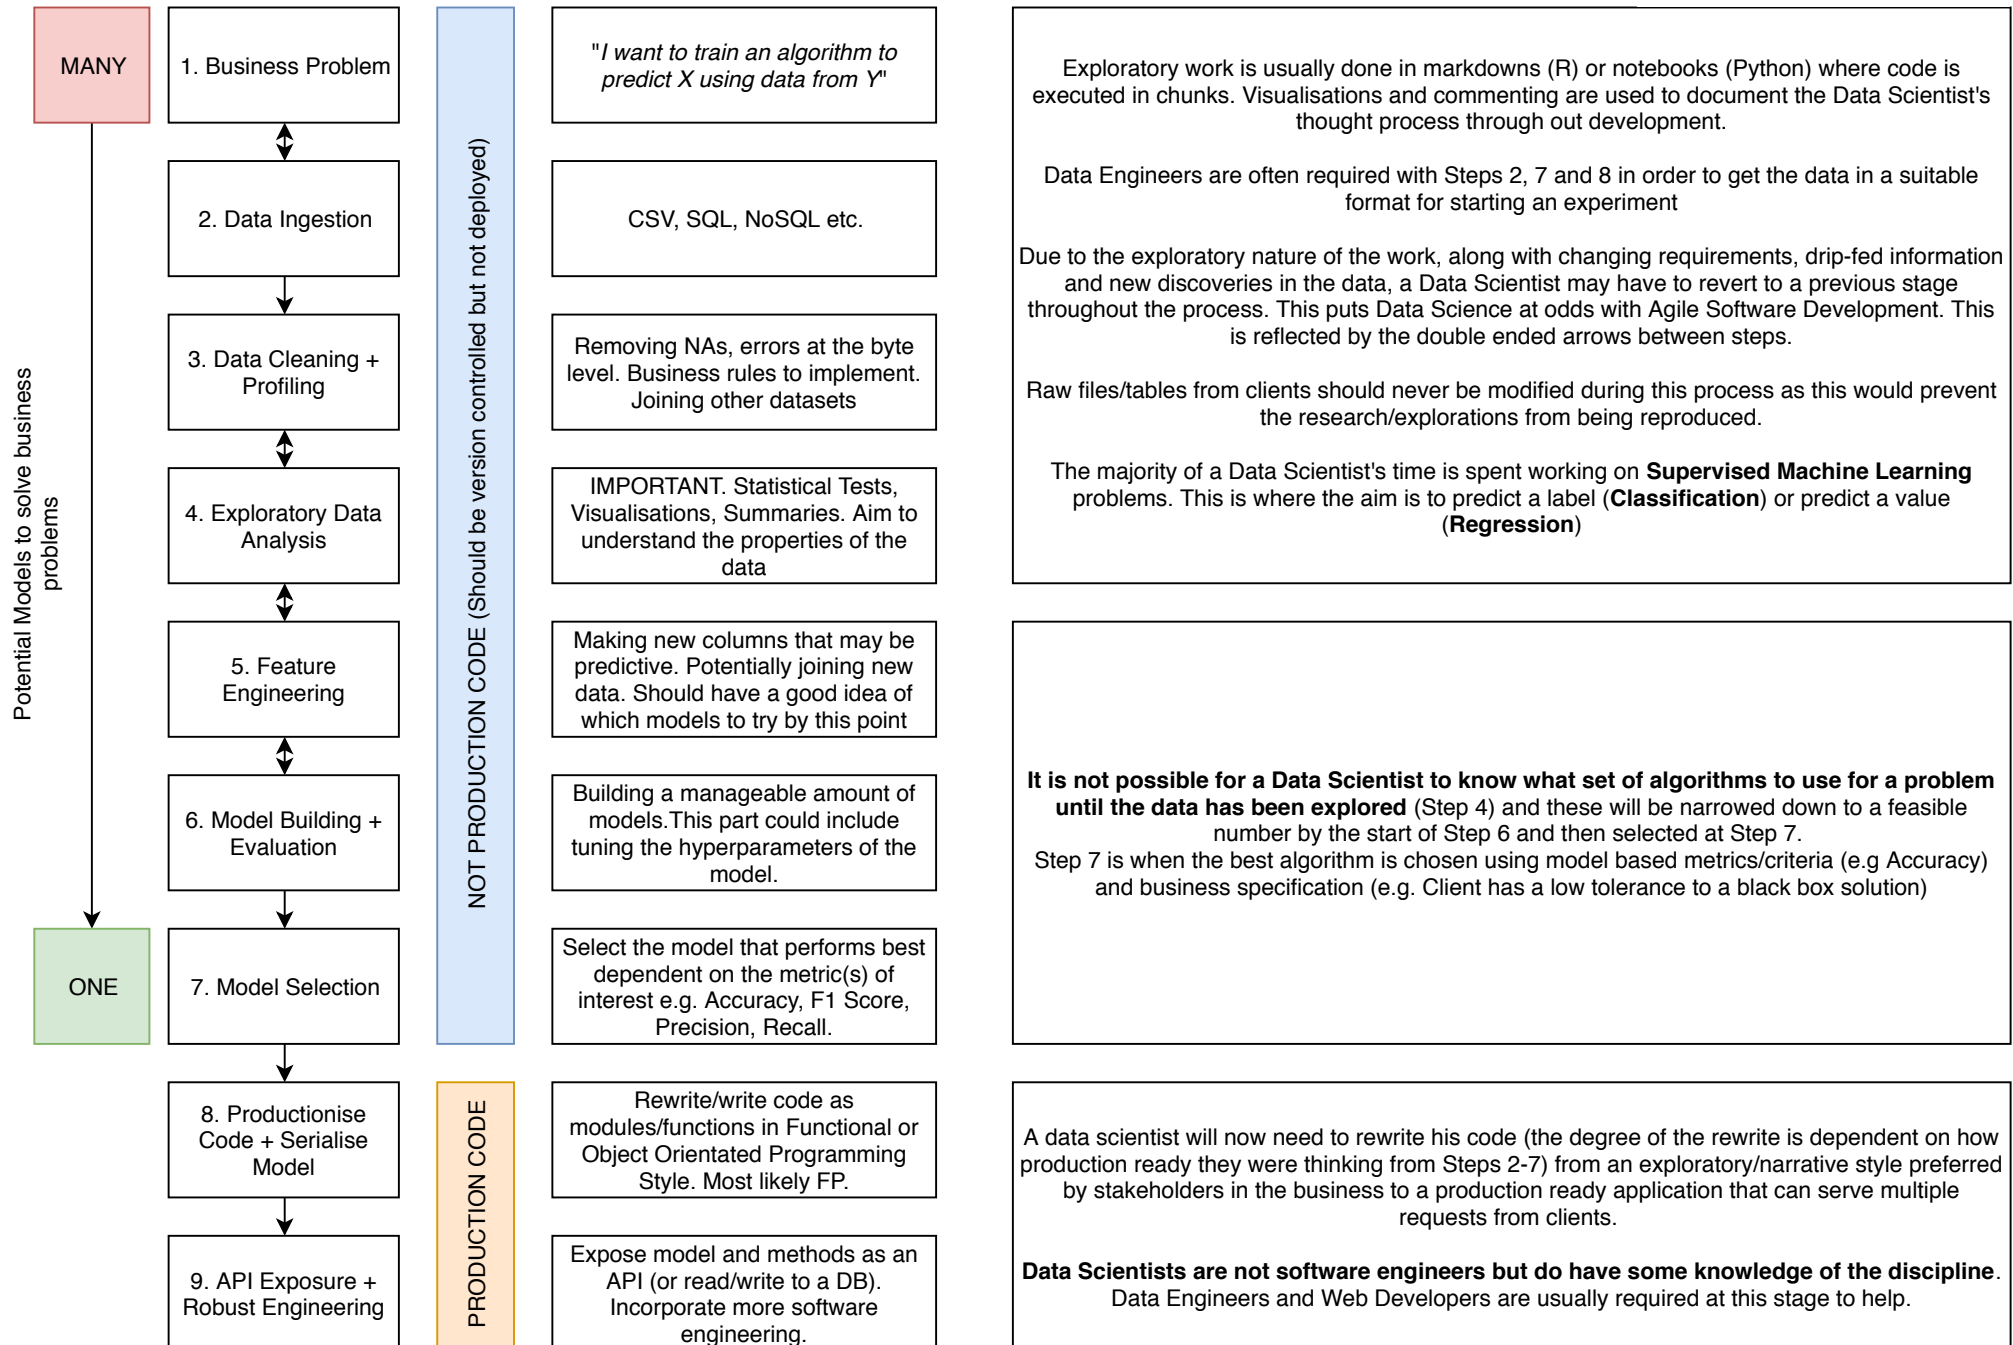 MANY
1. Business Problem
"I want to train an algorithm to
predict X using data from Y"
2. Data Ingestion
CSV, SQL, NoSQL etc.
3. Data Cleaning +
Profiling
Removing NAs, errors at the byte
level. Business rules to implement.
Joining other datasets
4. Exploratory Data
Analysis
IMPORTANT. Statistical Tests,
Visualisations, Summaries. Aim to
understand the properties of the
data
5. Feature
Engineering
Making new columns that may be
predictive. Potentially joining new
data. Should have a good idea of
which models to try by this point
6. Model Building +
Evaluation
Building a manageable amount of
models.This part could include
tuning the hyperparameters of the
model.
ONE
7. Model Selection
Select the model that performs best
dependent on the metric(s) of
interest e.g. Accuracy, F1 Score,
Precision, Recall.
8. Productionise
Code + Serialise
Model
Rewrite/write code as
modules/functions in Functional or
Object Orientated Programming
Style. Most likely FP.
9. API Exposure +
Robust Engineering
Expose model and methods as an
API (or read/write to a DB).
Incorporate more software
engineering.
Potential Models to solve business
problems
NOT PRODUCTION CODE (Should be version controlled but not deployed)
PRODUCTION CODE
Exploratory work is usually done in markdowns (R) or notebooks (Python) where code is
executed in chunks. Visualisations and commenting are used to document the Data Scientist's
thought process through out development.
Data Engineers are often required with Steps 2, 7 and 8 in order to get the data in a suitable
format for starting an experiment
Due to the exploratory nature of the work, along with changing requirements, drip-fed information
and new discoveries in the data, a Data Scientist may have to revert to a previous stage
throughout the process. This puts Data Science at odds with Agile Software Development. This
is reflected by the double ended arrows between steps.
Raw files/tables from clients should never be modified during this process as this would prevent
the research/explorations from being reproduced.
The majority of a Data Scientist's time is spent working on Supervised Machine Learning
problems. This is where the aim is to predict a label (Classification) or predict a value
(Regression)
It is not possible for a Data Scientist to know what set of algorithms to use for a problem
until the data has been explored (Step 4) and these will be narrowed down to a feasible
number by the start of Step 6 and then selected at Step 7.
Step 7 is when the best algorithm is chosen using model based metrics/criteria (e.g Accuracy)
and business specification (e.g. Client has a low tolerance to a black box solution)
A data scientist will now need to rewrite his code (the degree of the rewrite is dependent on how
production ready they were thinking from Steps 2-7) from an exploratory/narrative style preferred
by stakeholders in the business to a production ready application that can serve multiple
requests from clients.
Data Scientists are not software engineers but do have some knowledge of the discipline.
Data Engineers and Web Developers are usually required at this stage to help.